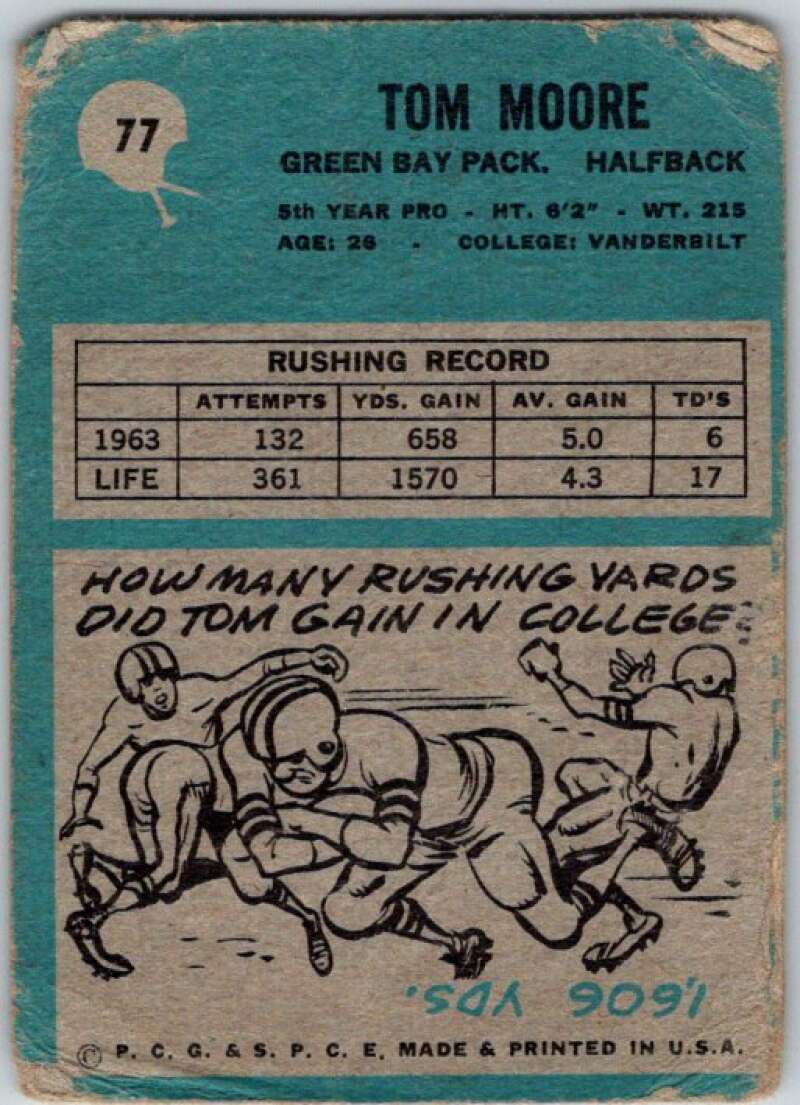 77
TOM MOORE
GREEN BAY PACK. HALFBACK
5th YEAR PRO - HT. 6'2" - WT. 215
AGE: 26 - COLLEGE: VANDERBILT
RUSHING RECORD
ATTEMPTS YDS. GAIN AV. GAIN TD'S
1963 132 658 5.0 6
LIFE 361 1570 4.3 17
HOW MANY RUSHING YARDS
DID TOM GAIN IN COLLEGE?
1,606 YDS.
© P. C. G. & S. P. C. E. MADE & PRINTED IN U.S.A.